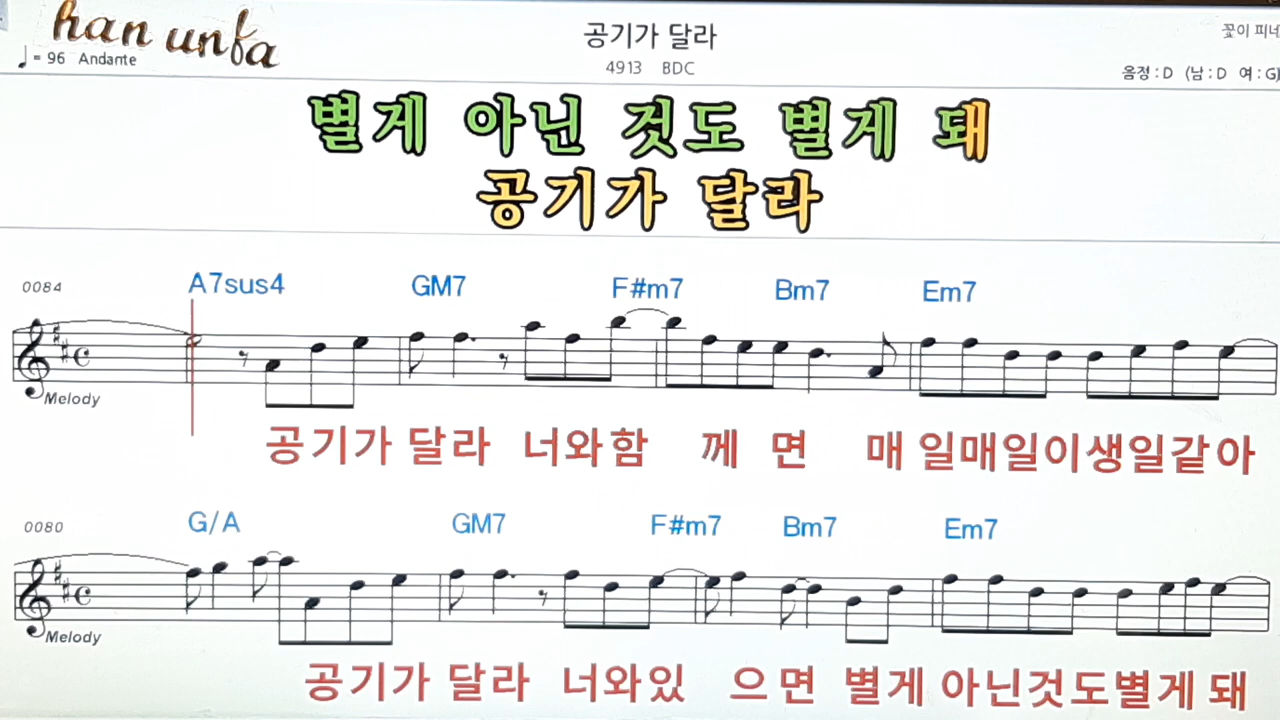 han unfa
♩ = 96 Andante
공기가 달라
4913 BDC
꽃이 피네
음정 : D (남 : D 여 : G)
별게 아닌 것도 별게 돼
공기가 달라
0084
A7sus4 GM7 F#m7 Bm7 Em7
Melody
공기가 달라 너와함 께 면 매 일매일이생일같아
0080
G/A GM7 F#m7 Bm7 Em7
Melody
공기가 달라 너와있 으면 별게 아닌것도별게 돼